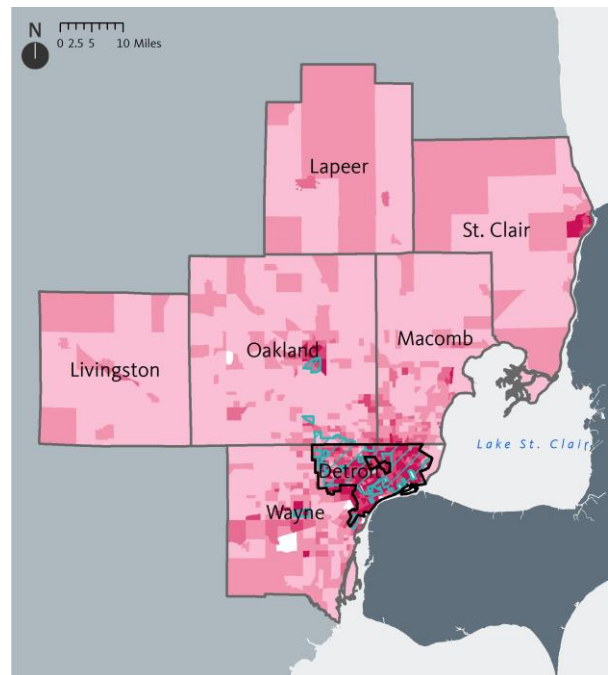 N
0 2.5 5 10 Miles
Lapeer
St. Clair
Oakland
Macomb
Livingston
Lake St. Clair
Detroit
Wayne